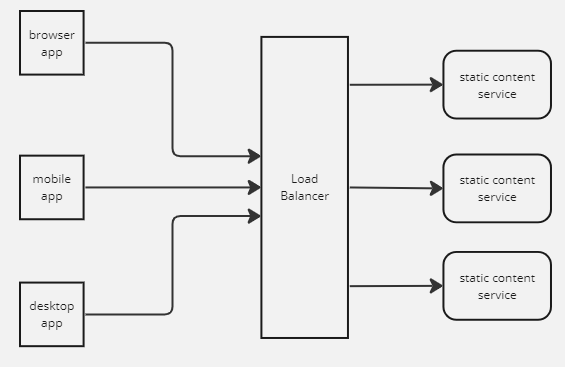 browser
app
mobile
app
desktop
app
Load
Balancer
static content
service
static content
service
static content
service